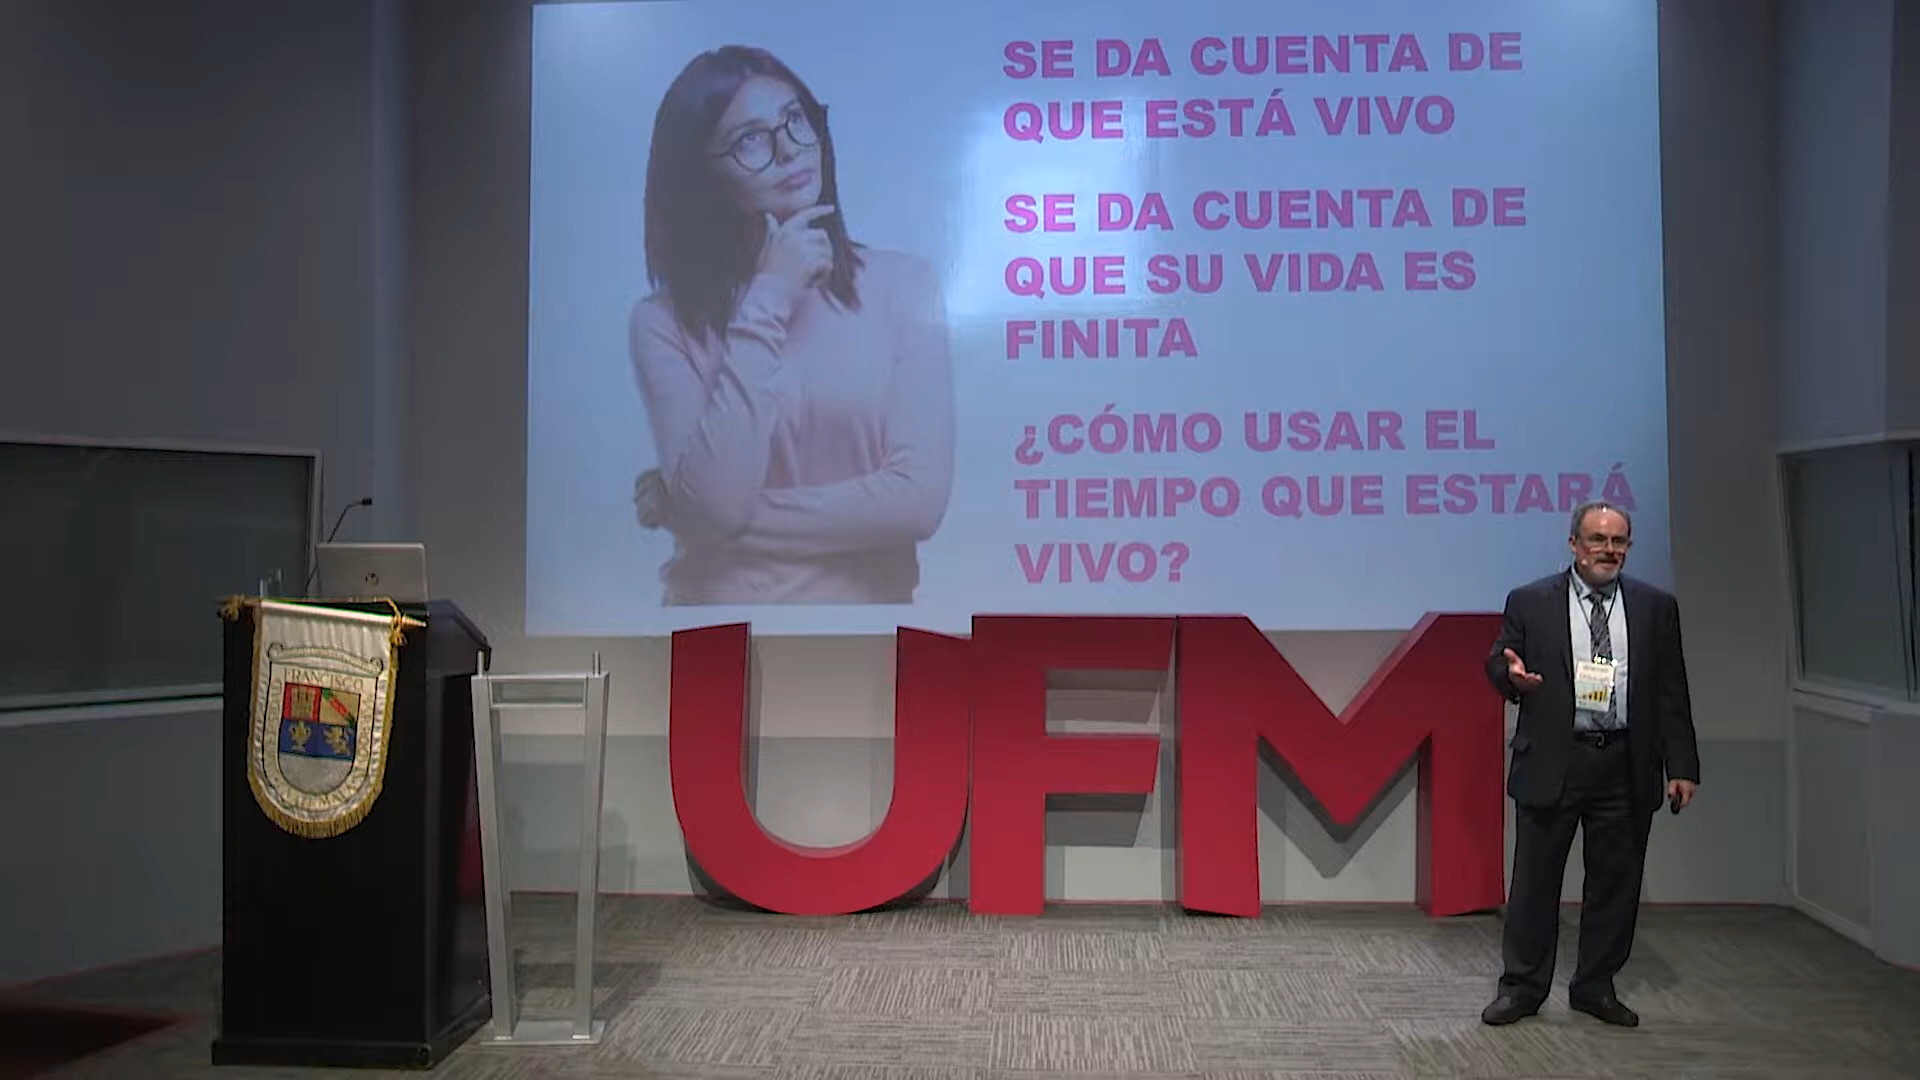 SE DA CUENTA DE
QUE ESTÁ VIVO
SE DA CUENTA DE
QUE SU VIDA ES
FINITA
¿CÓMO USAR EL
TIEMPO QUE ESTARÁ
VIVO?
UFM
FRANCISCO